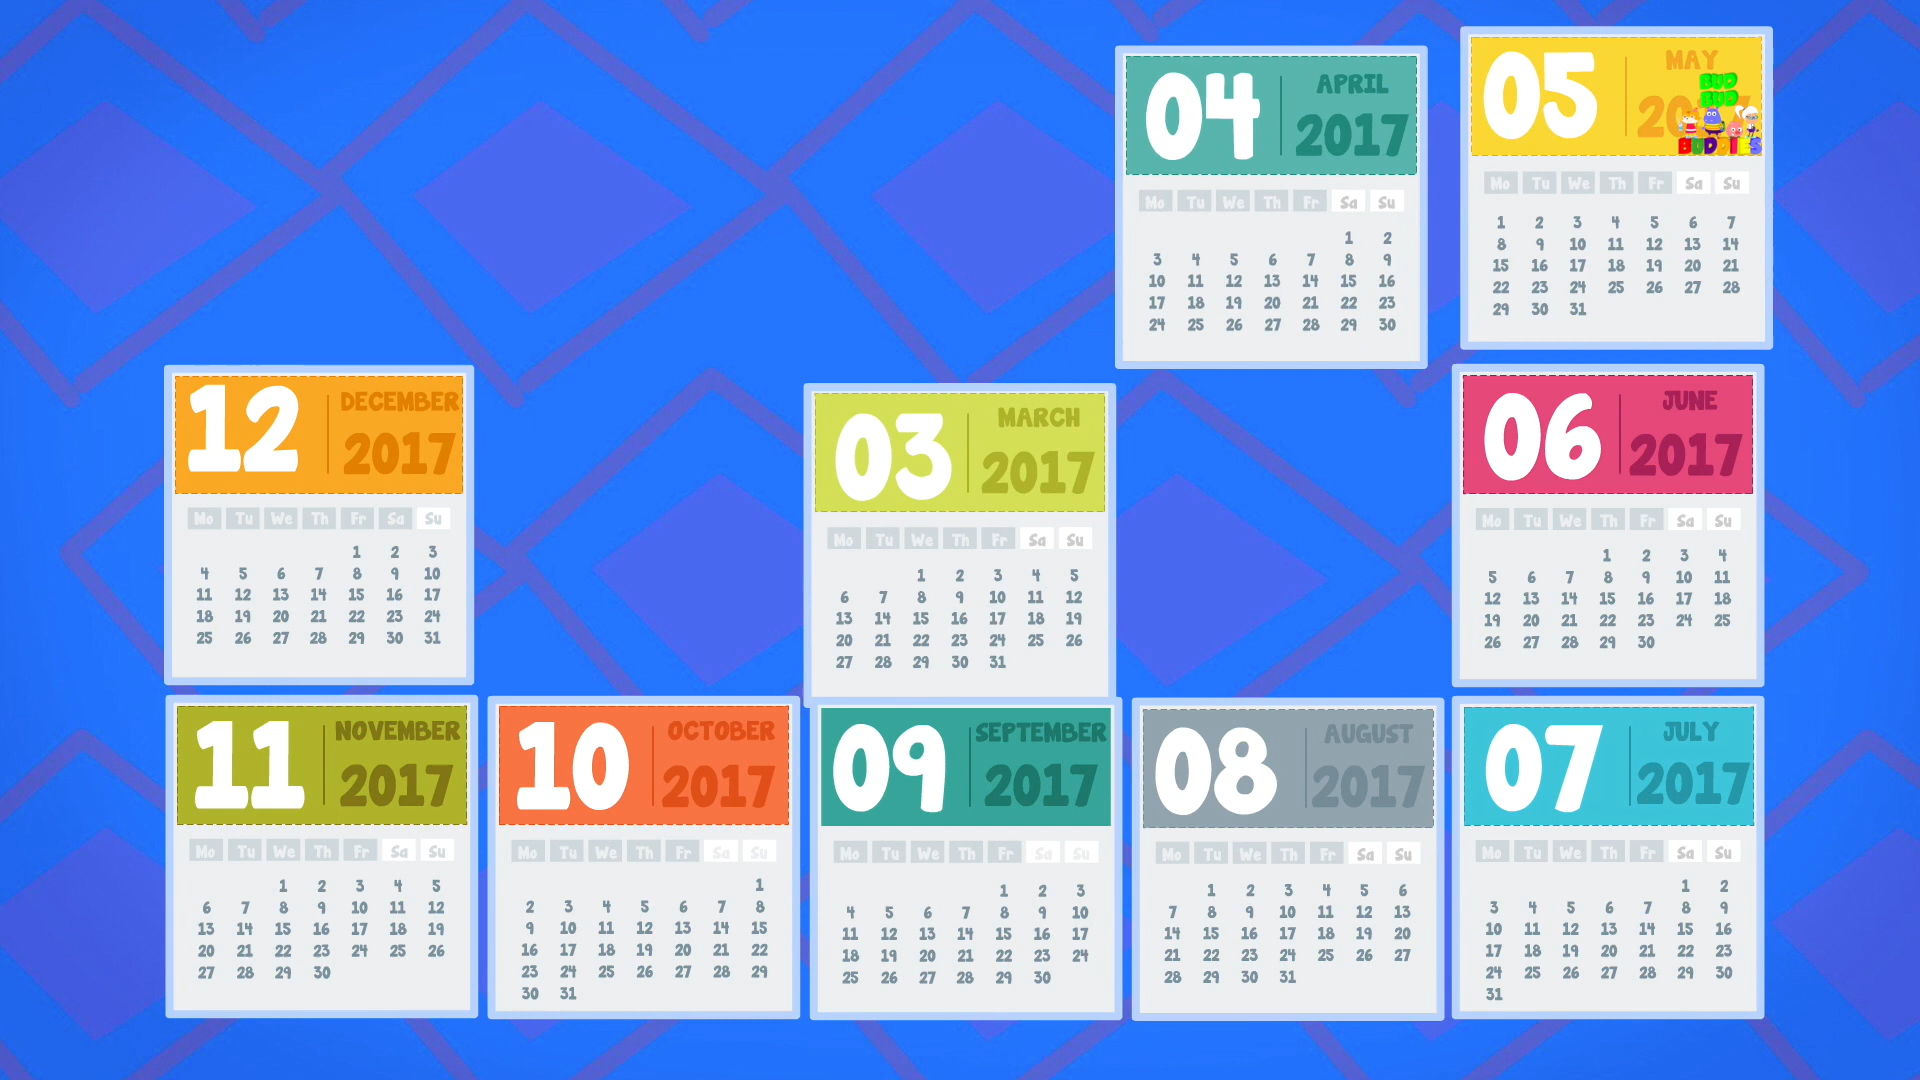 04
APRIL
2017
Mo Tu We Th Fr Sa Su
1 2
3 4 5 6 7 8 9
10 11 12 13 14 15 16
17 18 19 20 21 22 23
24 25 26 27 28 29 30
05
MAY
BUD
BUD
BUDDIES
Mo Tu We Th Fr Sa Su
1 2 3 4 5 6 7
8 9 10 11 12 13 14
15 16 17 18 19 20 21
22 23 24 25 26 27 28
29 30 31
12
DECEMBER
2017
Mo Tu We Th Fr Sa Su
1 2 3
4 5 6 7 8 9 10
11 12 13 14 15 16 17
18 19 20 21 22 23 24
25 26 27 28 29 30 31
03
MARCH
2017
Mo Tu We Th Fr Sa Su
1 2 3 4 5
6 7 8 9 10 11 12
13 14 15 16 17 18 19
20 21 22 23 24 25 26
27 28 29 30 31
06
JUNE
2017
Mo Tu We Th Fr Sa Su
1 2 3 4
5 6 7 8 9 10 11
12 13 14 15 16 17 18
19 20 21 22 23 24 25
26 27 28 29 30
11
NOVEMBER
2017
Mo Tu We Th Fr Sa Su
1 2 3 4 5
6 7 8 9 10 11 12
13 14 15 16 17 18 19
20 21 22 23 24 25 26
27 28 29 30
10
OCTOBER
2017
Mo Tu We Th Fr Sa Su
1
2 3 4 5 6 7 8
9 10 11 12 13 14 15
16 17 18 19 20 21 22
23 24 25 26 27 28 29
30 31
09
SEPTEMBER
2017
Mo Tu We Th Fr Sa Su
1 2 3
4 5 6 7 8 9 10
11 12 13 14 15 16 17
18 19 20 21 22 23 24
25 26 27 28 29 30
08
AUGUST
2017
Mo Tu We Th Fr Sa Su
1 2 3 4 5 6
7 8 9 10 11 12 13
14 15 16 17 18 19 20
21 22 23 24 25 26 27
28 29 30 31
07
JULY
2017
Mo Tu We Th Fr Sa Su
1 2
3 4 5 6 7 8 9
10 11 12 13 14 15 16
17 18 19 20 21 22 23
24 25 26 27 28 29 30
31